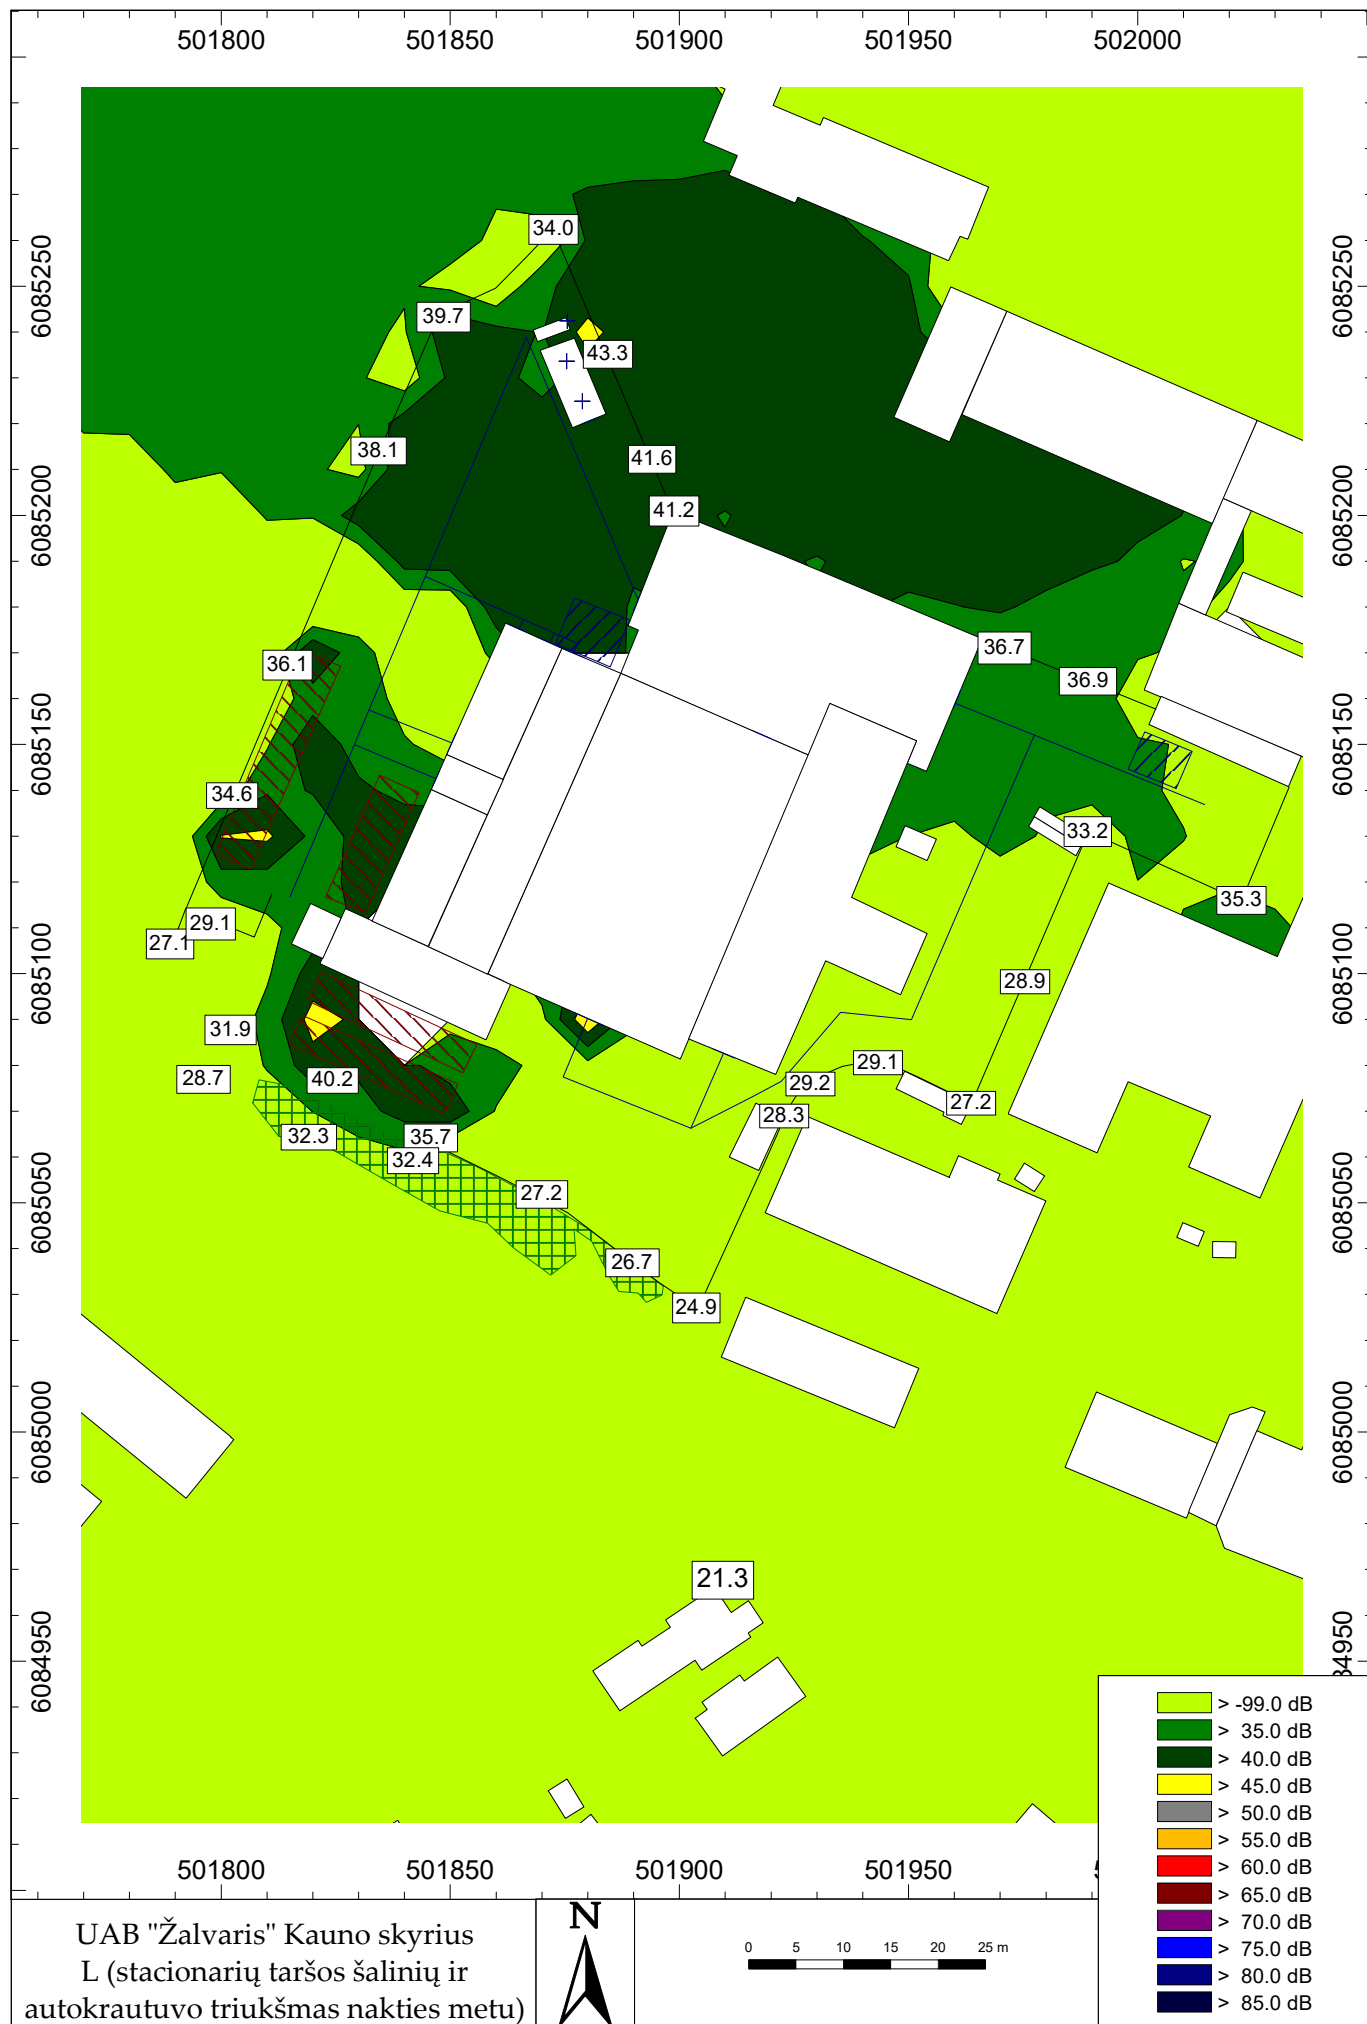 501800 501850 501900 501950 502000
34.0
6085250 6085250
39.7
43.3
38.1
41.6
41.2
6085200 6085200
36.7
36.1
36.9
6085150 6085150
34.6
33.2
35.3
29.1
27.1
28.9
6085100 6085100
31.9
29.1
28.7
40.2
29.2
27.2
28.3
32.3
35.7
32.4
27.2
6085050 6085050
26.7
24.9
6085000 6085000
21.3
6084950 84950
> -99.0 dB
> 35.0 dB
> 40.0 dB
> 45.0 dB
> 50.0 dB
> 55.0 dB
> 60.0 dB
> 65.0 dB
> 70.0 dB
> 75.0 dB
> 80.0 dB
> 85.0 dB
501800 501850 501900 501950
UAB "Žalvaris" Kauno skyrius
L (stacionarių taršos šalinių ir
autokrautuvo triukšmas nakties metu)
N
0 5 10 15 20 25 m